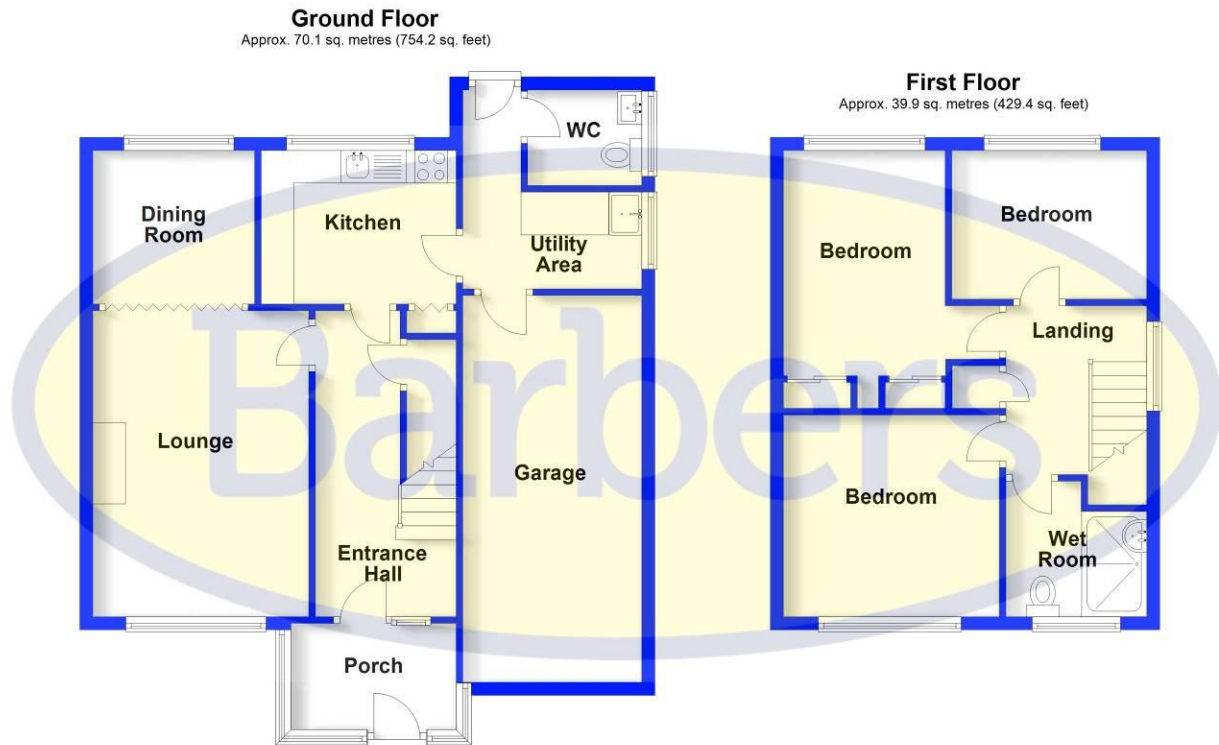 Ground Floor
Approx. 70.1 sq. metres (754.2 sq. feet)
First Floor
Approx. 39.9 sq. metres (429.4 sq. feet)
WC
Dining
Room
Kitchen
Utility
Area
Bedroom
Bedroom
Landing
Barbers
Lounge
Garage
Bedroom
Entrance
Hall
Wet
Room
Porch